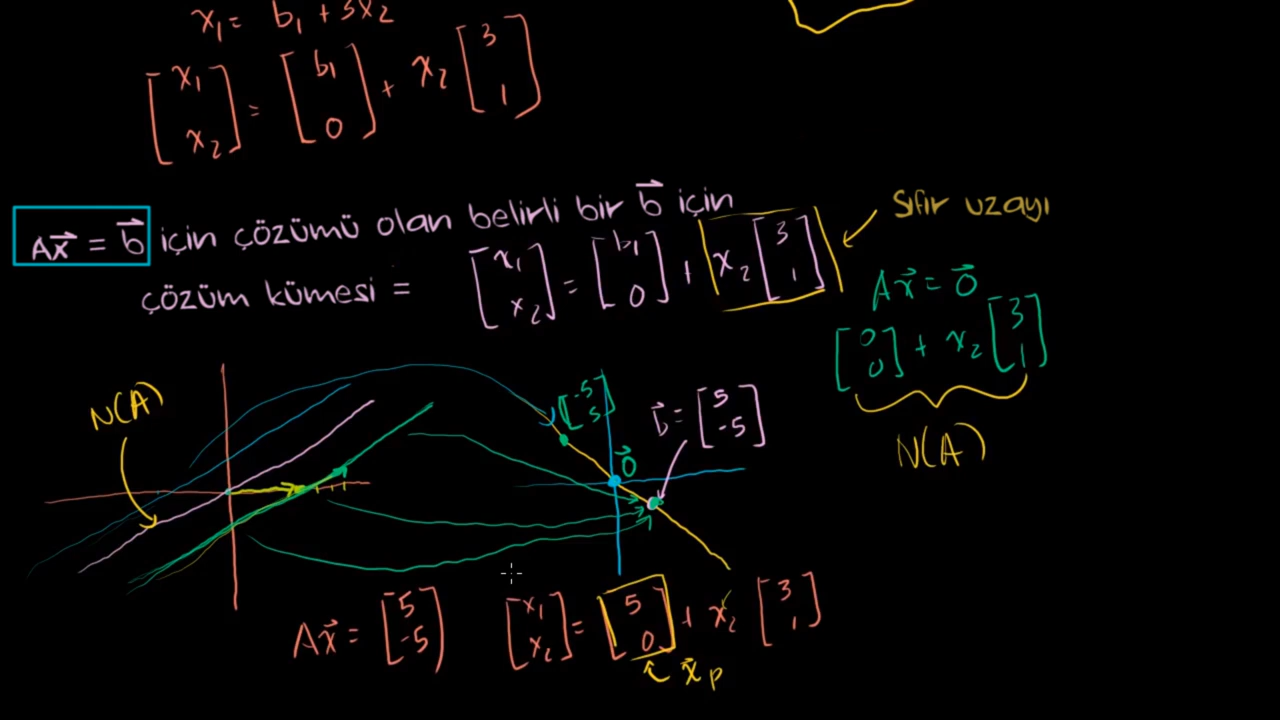 x₁ = b₁ + 3x₂
[x₁ x₂] = [b₁ 0] + x₂ [3 1]
Ax⃗ = b⃗ için çözümü olan belirli bir b⃗ için
çözüm kümesi = [x₁ x₂] = [b₁ 0] + x₂ [3 1]
Sıfır uzayı
Ax⃗ = 0⃗
[0 0] + x₂ [3 1]
N(A)
N(A)
[-5 5]
b⃗ = [5 -5]
0⃗
Ax⃗ = [5 -5]
[x₁ x₂] = [5 0] + x₂ [3 1]
x⃗p